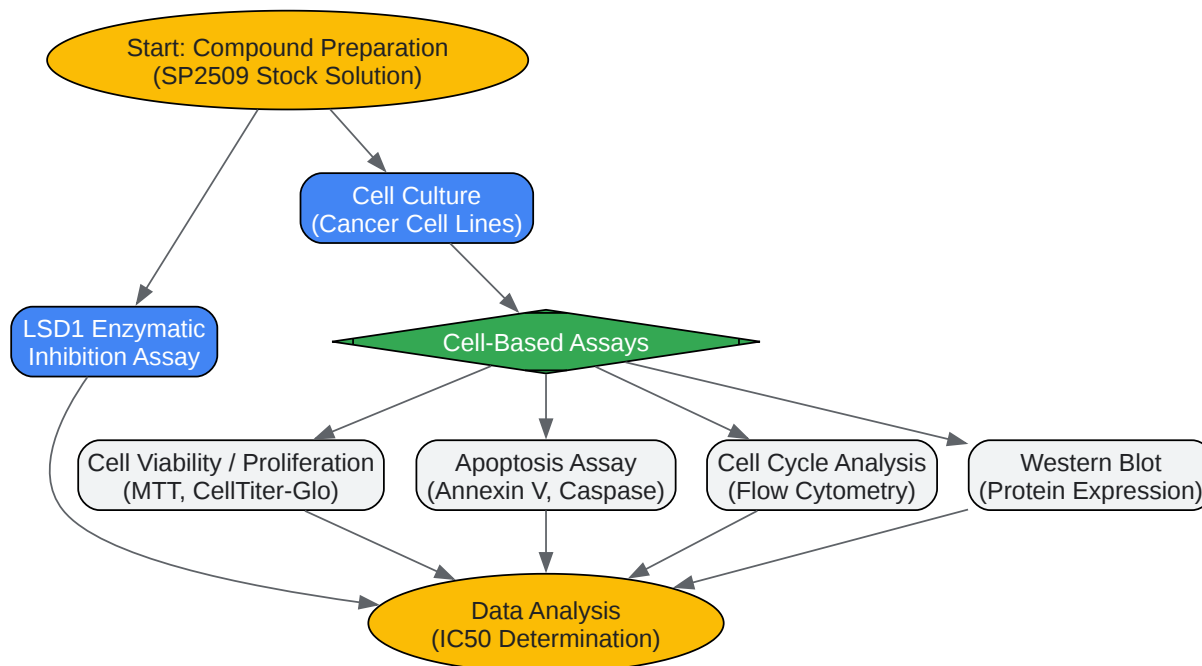 Start: Compound Preparation
(SP2509 Stock Solution)
Cell Culture
(Cancer Cell Lines)
LSD1 Enzymatic
Inhibition Assay
Cell-Based Assays
Cell Viability / Proliferation
(MTT, CellTiter-Glo)
Apoptosis Assay
(Annexin V, Caspase)
Cell Cycle Analysis
(Flow Cytometry)
Western Blot
(Protein Expression)
Data Analysis
(IC50 Determination)